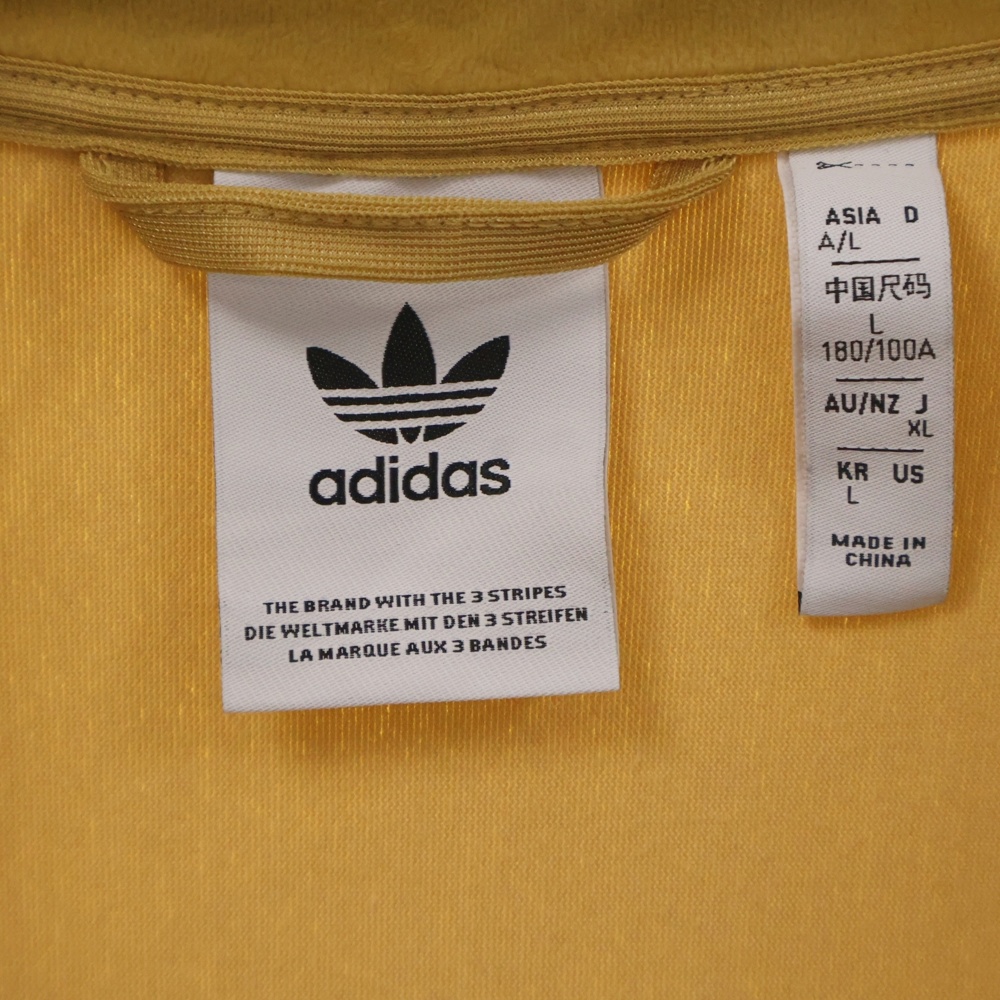 adidas
THE BRAND WITH THE 3 STRIPES
DIE WELTMARKE MIT DEN 3 STREIFEN
LA MARQUE AUX 3 BANDES
ASIA D
A/L
中国尺码
L
180/100A
AU/NZ J
XL
KR US
L
MADE IN
CHINA